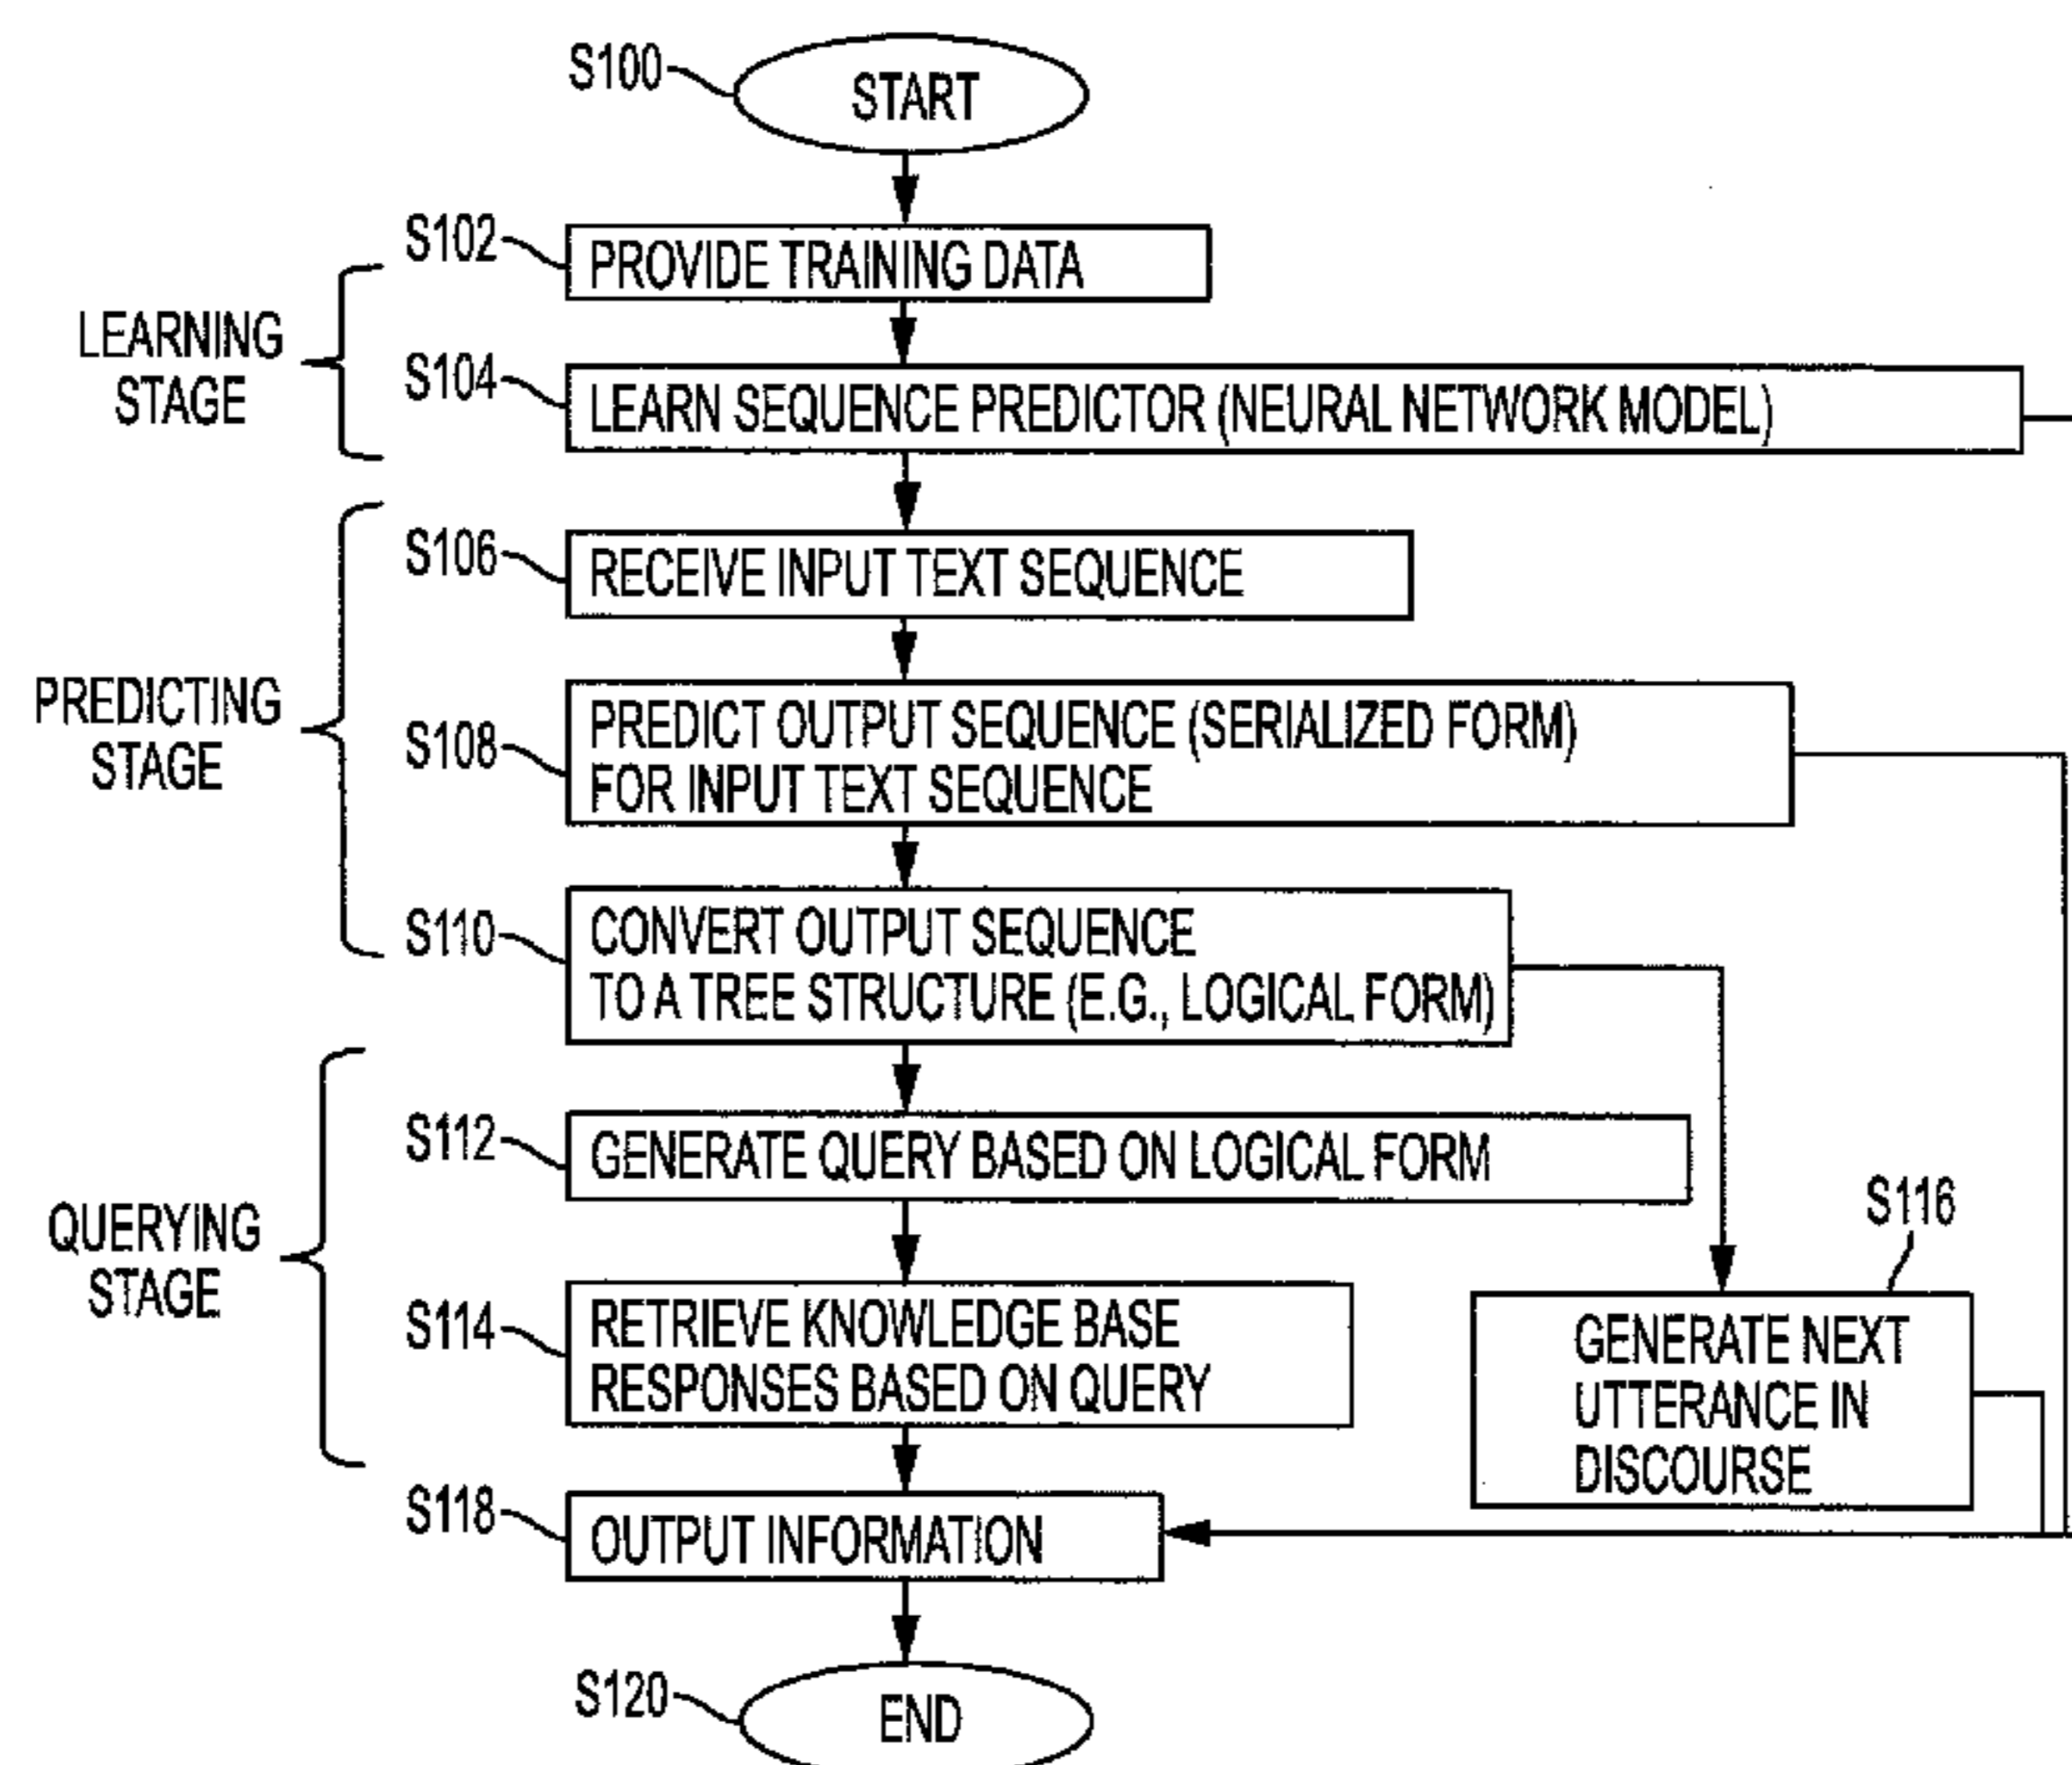 S100
START
S102
PROVIDE TRAINING DATA
LEARNING
STAGE
S104
LEARN SEQUENCE PREDICTOR (NEURAL NETWORK MODEL)
S106
RECEIVE INPUT TEXT SEQUENCE
PREDICTING
STAGE
S108
PREDICT OUTPUT SEQUENCE (SERIALIZED FORM)
FOR INPUT TEXT SEQUENCE
S110
CONVERT OUTPUT SEQUENCE
TO A TREE STRUCTURE (E.G., LOGICAL FORM)
S112
GENERATE QUERY BASED ON LOGICAL FORM
QUERYING
STAGE
S114
RETRIEVE KNOWLEDGE BASE
RESPONSES BASED ON QUERY
S116
GENERATE NEXT
UTTERANCE IN
DISCOURSE
S118
OUTPUT INFORMATION
S120
END